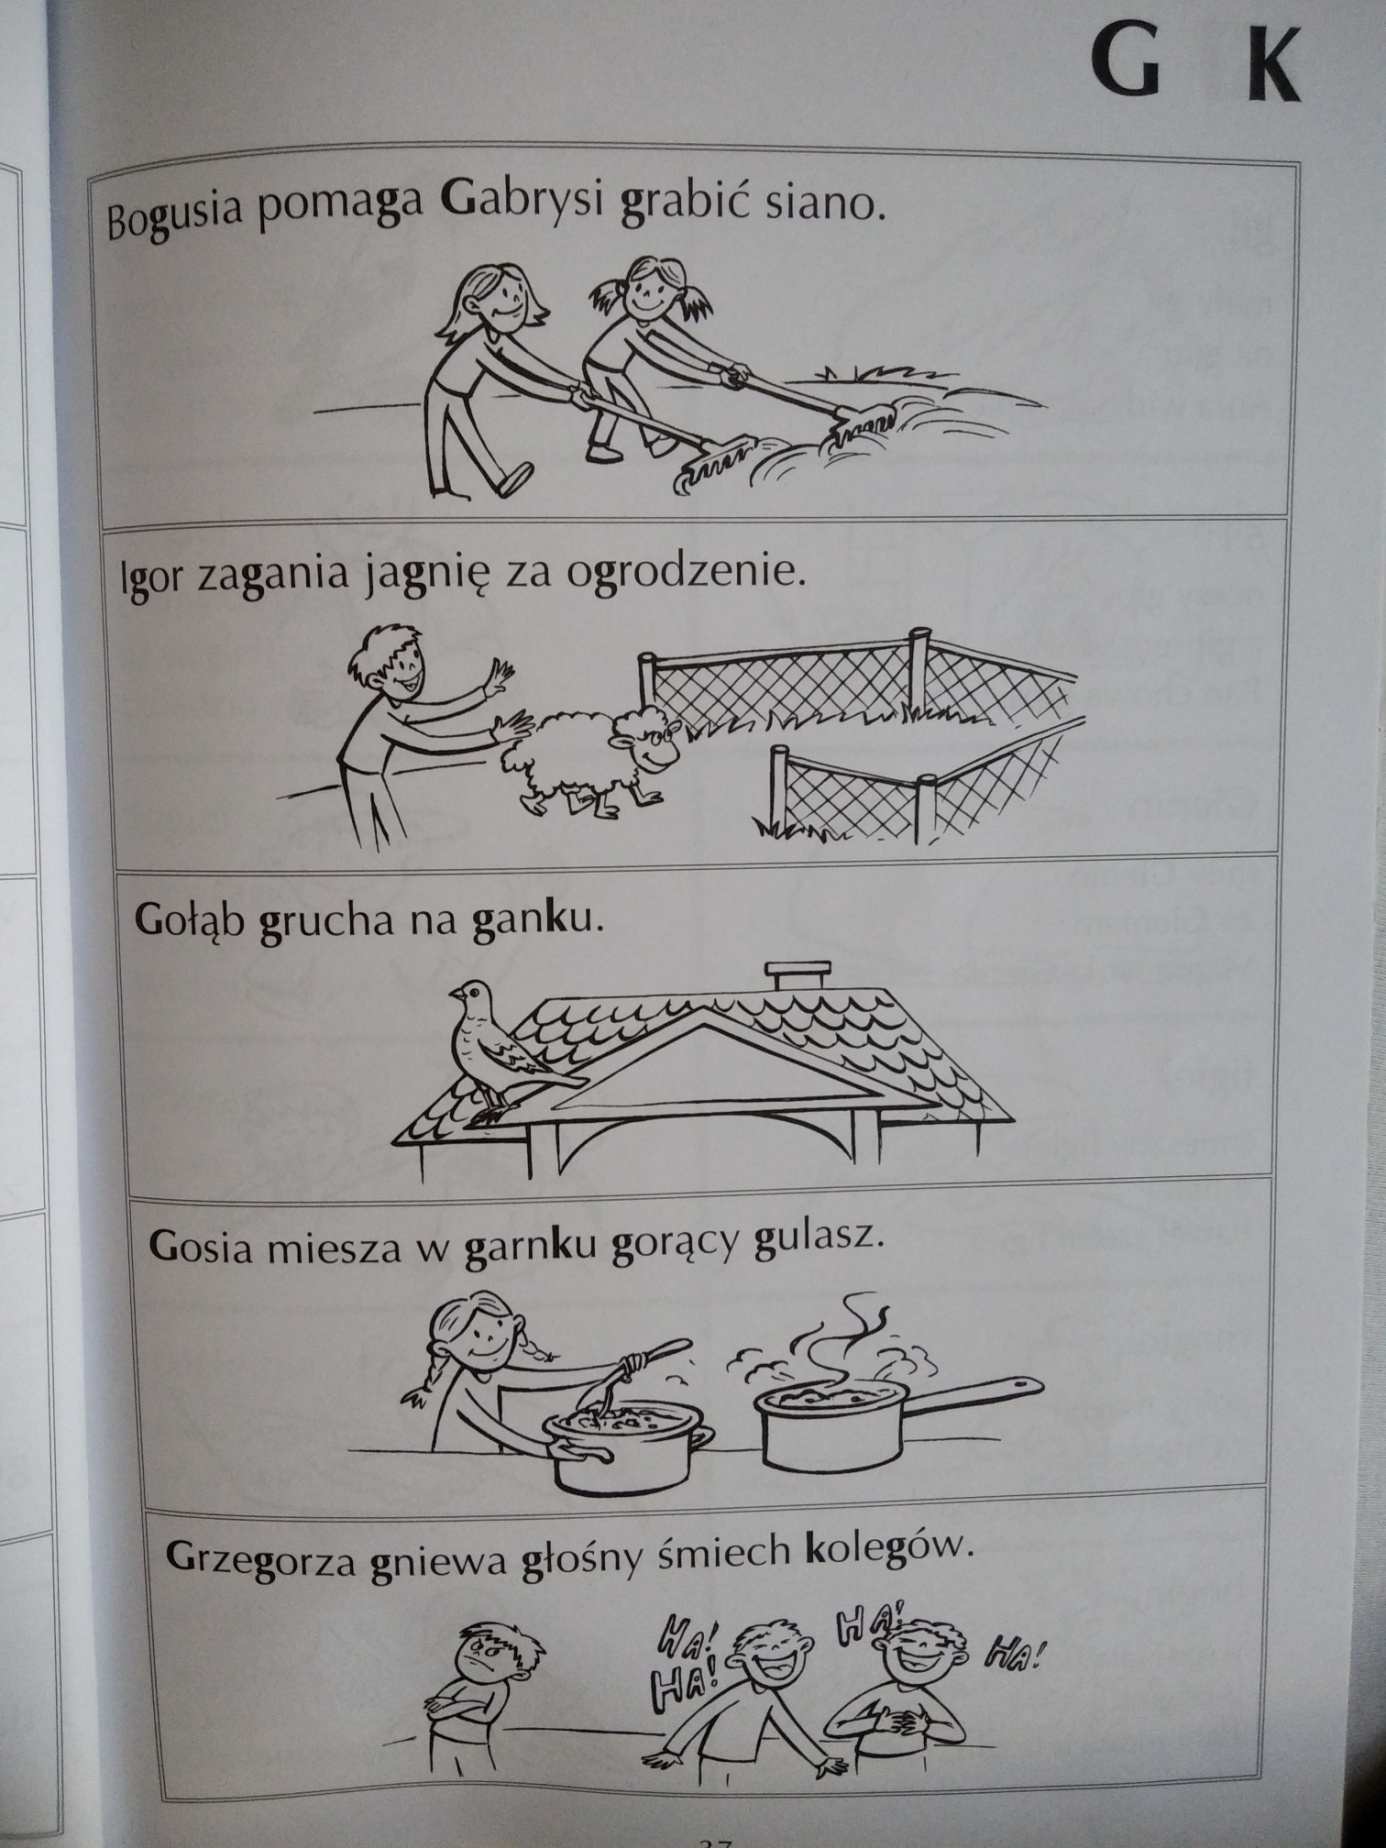 G K
Bogusia pomaga Gabrysi grabić siano.
Igor zagania jagnię za ogrodzenie.
Gołąb grucha na ganku.
Gosia miesza w garnku gorący gulasz.
Grzegorza gniewa głośny śmiech kolegów.
HA! HA! HA!
HA!
37